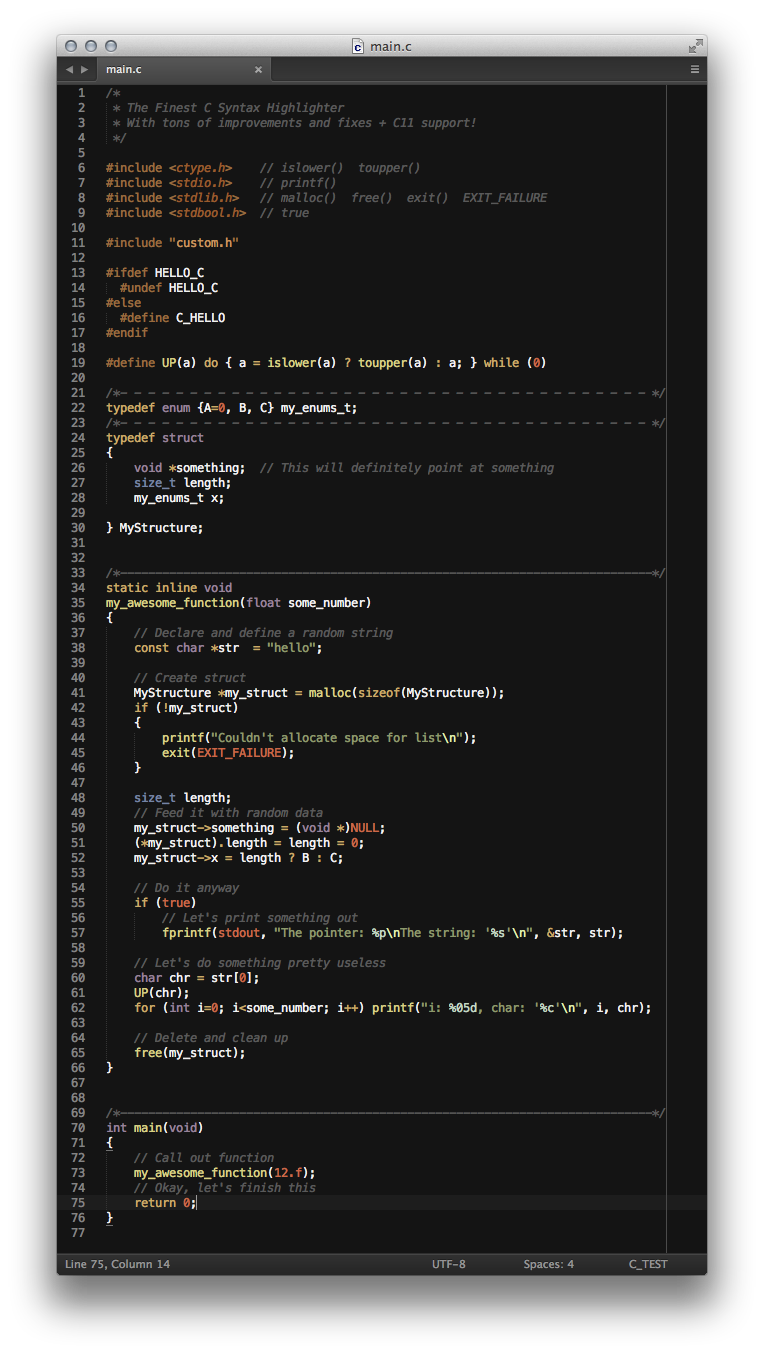 main.c
main.c ×
1 /*
2  * The Finest C Syntax Highlighter
3  * With tons of improvements and fixes + C11 support!
4  */
5
6 #include <ctype.h>    // islower()  toupper()
7 #include <stdio.h>    // printf()
8 #include <stdlib.h>   // malloc()  free()  exit()  EXIT_FAILURE
9 #include <stdbool.h>  // true
10
11 #include "custom.h"
12
13 #ifdef HELLO_C
14   #undef HELLO_C
15 #else
16   #define C_HELLO
17 #endif
18
19 #define UP(a) do { a = islower(a) ? toupper(a) : a; } while (0)
20
21 /*- - - - - - - - - - - - - - - - - - - - - - - - - - - - - - - - - - - - - - */
22 typedef enum {A=0, B, C} my_enums_t;
23 /*- - - - - - - - - - - - - - - - - - - - - - - - - - - - - - - - - - - - - - */
24 typedef struct
25 {
26     void *something;  // This will definitely point at something
27     size_t length;
28     my_enums_t x;
29
30 } MyStructure;
31
32
33 /*----------------------------------------------------------------------------*/
34 static inline void
35 my_awesome_function(float some_number)
36 {
37     // Declare and define a random string
38     const char *str  = "hello";
39
40     // Create struct
41     MyStructure *my_struct = malloc(sizeof(MyStructure));
42     if (!my_struct)
43     {
44         printf("Couldn't allocate space for list\n");
45         exit(EXIT_FAILURE);
46     }
47
48     size_t length;
49     // Feed it with random data
50     my_struct->something = (void *)NULL;
51     (*my_struct).length = length = 0;
52     my_struct->x = length ? B : C;
53
54     // Do it anyway
55     if (true)
56         // Let's print something out
57         fprintf(stdout, "The pointer: %p\nThe string: '%s'\n", &str, str);
58
59     // Let's do something pretty useless
60     char chr = str[0];
61     UP(chr);
62     for (int i=0; i<some_number; i++) printf("i: %05d, char: '%c'\n", i, chr);
63
64     // Delete and clean up
65     free(my_struct);
66 }
67
68
69 /*----------------------------------------------------------------------------*/
70 int main(void)
71 {
72     // Call out function
73     my_awesome_function(12.f);
74     // Okay, let's finish this
75     return 0;
76 }
77
Line 75, Column 14 UTF-8 Spaces: 4 C_TEST